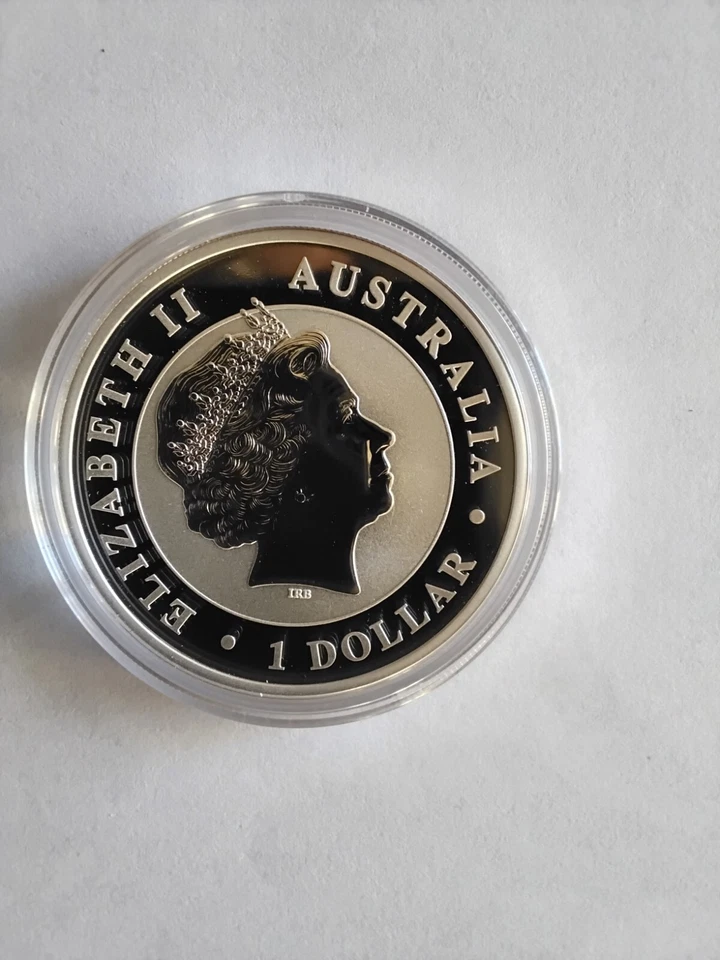 ELIZABETH II AUSTRALIA
• 1 DOLLAR •
IRB